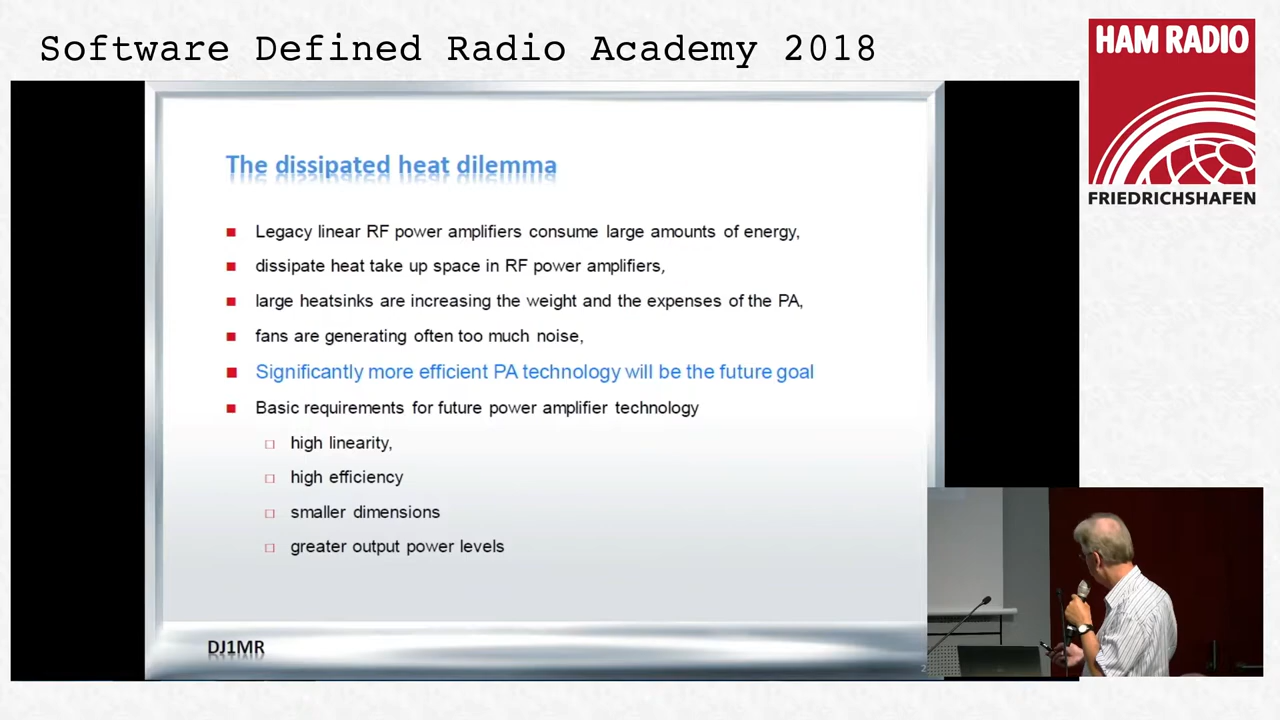 Software Defined Radio Academy 2018
HAM RADIO
FRIEDRICHSHAFEN
The dissipated heat dilemma
Legacy linear RF power amplifiers consume large amounts of energy,
dissipate heat take up space in RF power amplifiers,
large heatsinks are increasing the weight and the expenses of the PA,
fans are generating often too much noise,
Significantly more efficient PA technology will be the future goal
Basic requirements for future power amplifier technology
high linearity,
high efficiency
smaller dimensions
greater output power levels
DJ1MR
2